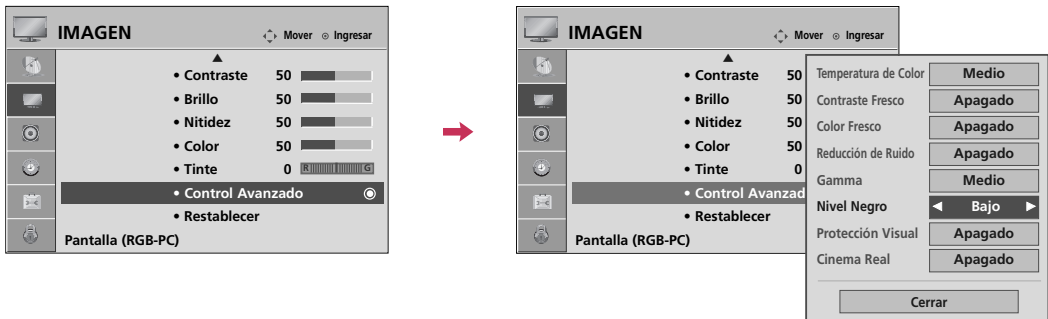 IMAGEN
Mover
Ingresar
• Contraste 50
• Brillo 50
• Nitidez 50
• Color 50
• Tinte 0 R G
• Control Avanzado
• Restablecer
Pantalla (RGB-PC)
IMAGEN
Mover
Ingresar
• Contraste 50
• Brillo 50
• Nitidez 50
• Color 50
• Tinte 0
• Control Avanzad
• Restablecer
Pantalla (RGB-PC)
Temperatura de Color Medio
Contraste Fresco Apagado
Color Fresco Apagado
Reducción de Ruido Apagado
Gamma Medio
Nivel Negro Bajo
Protección Visual Apagado
Cinema Real Apagado
Cerrar